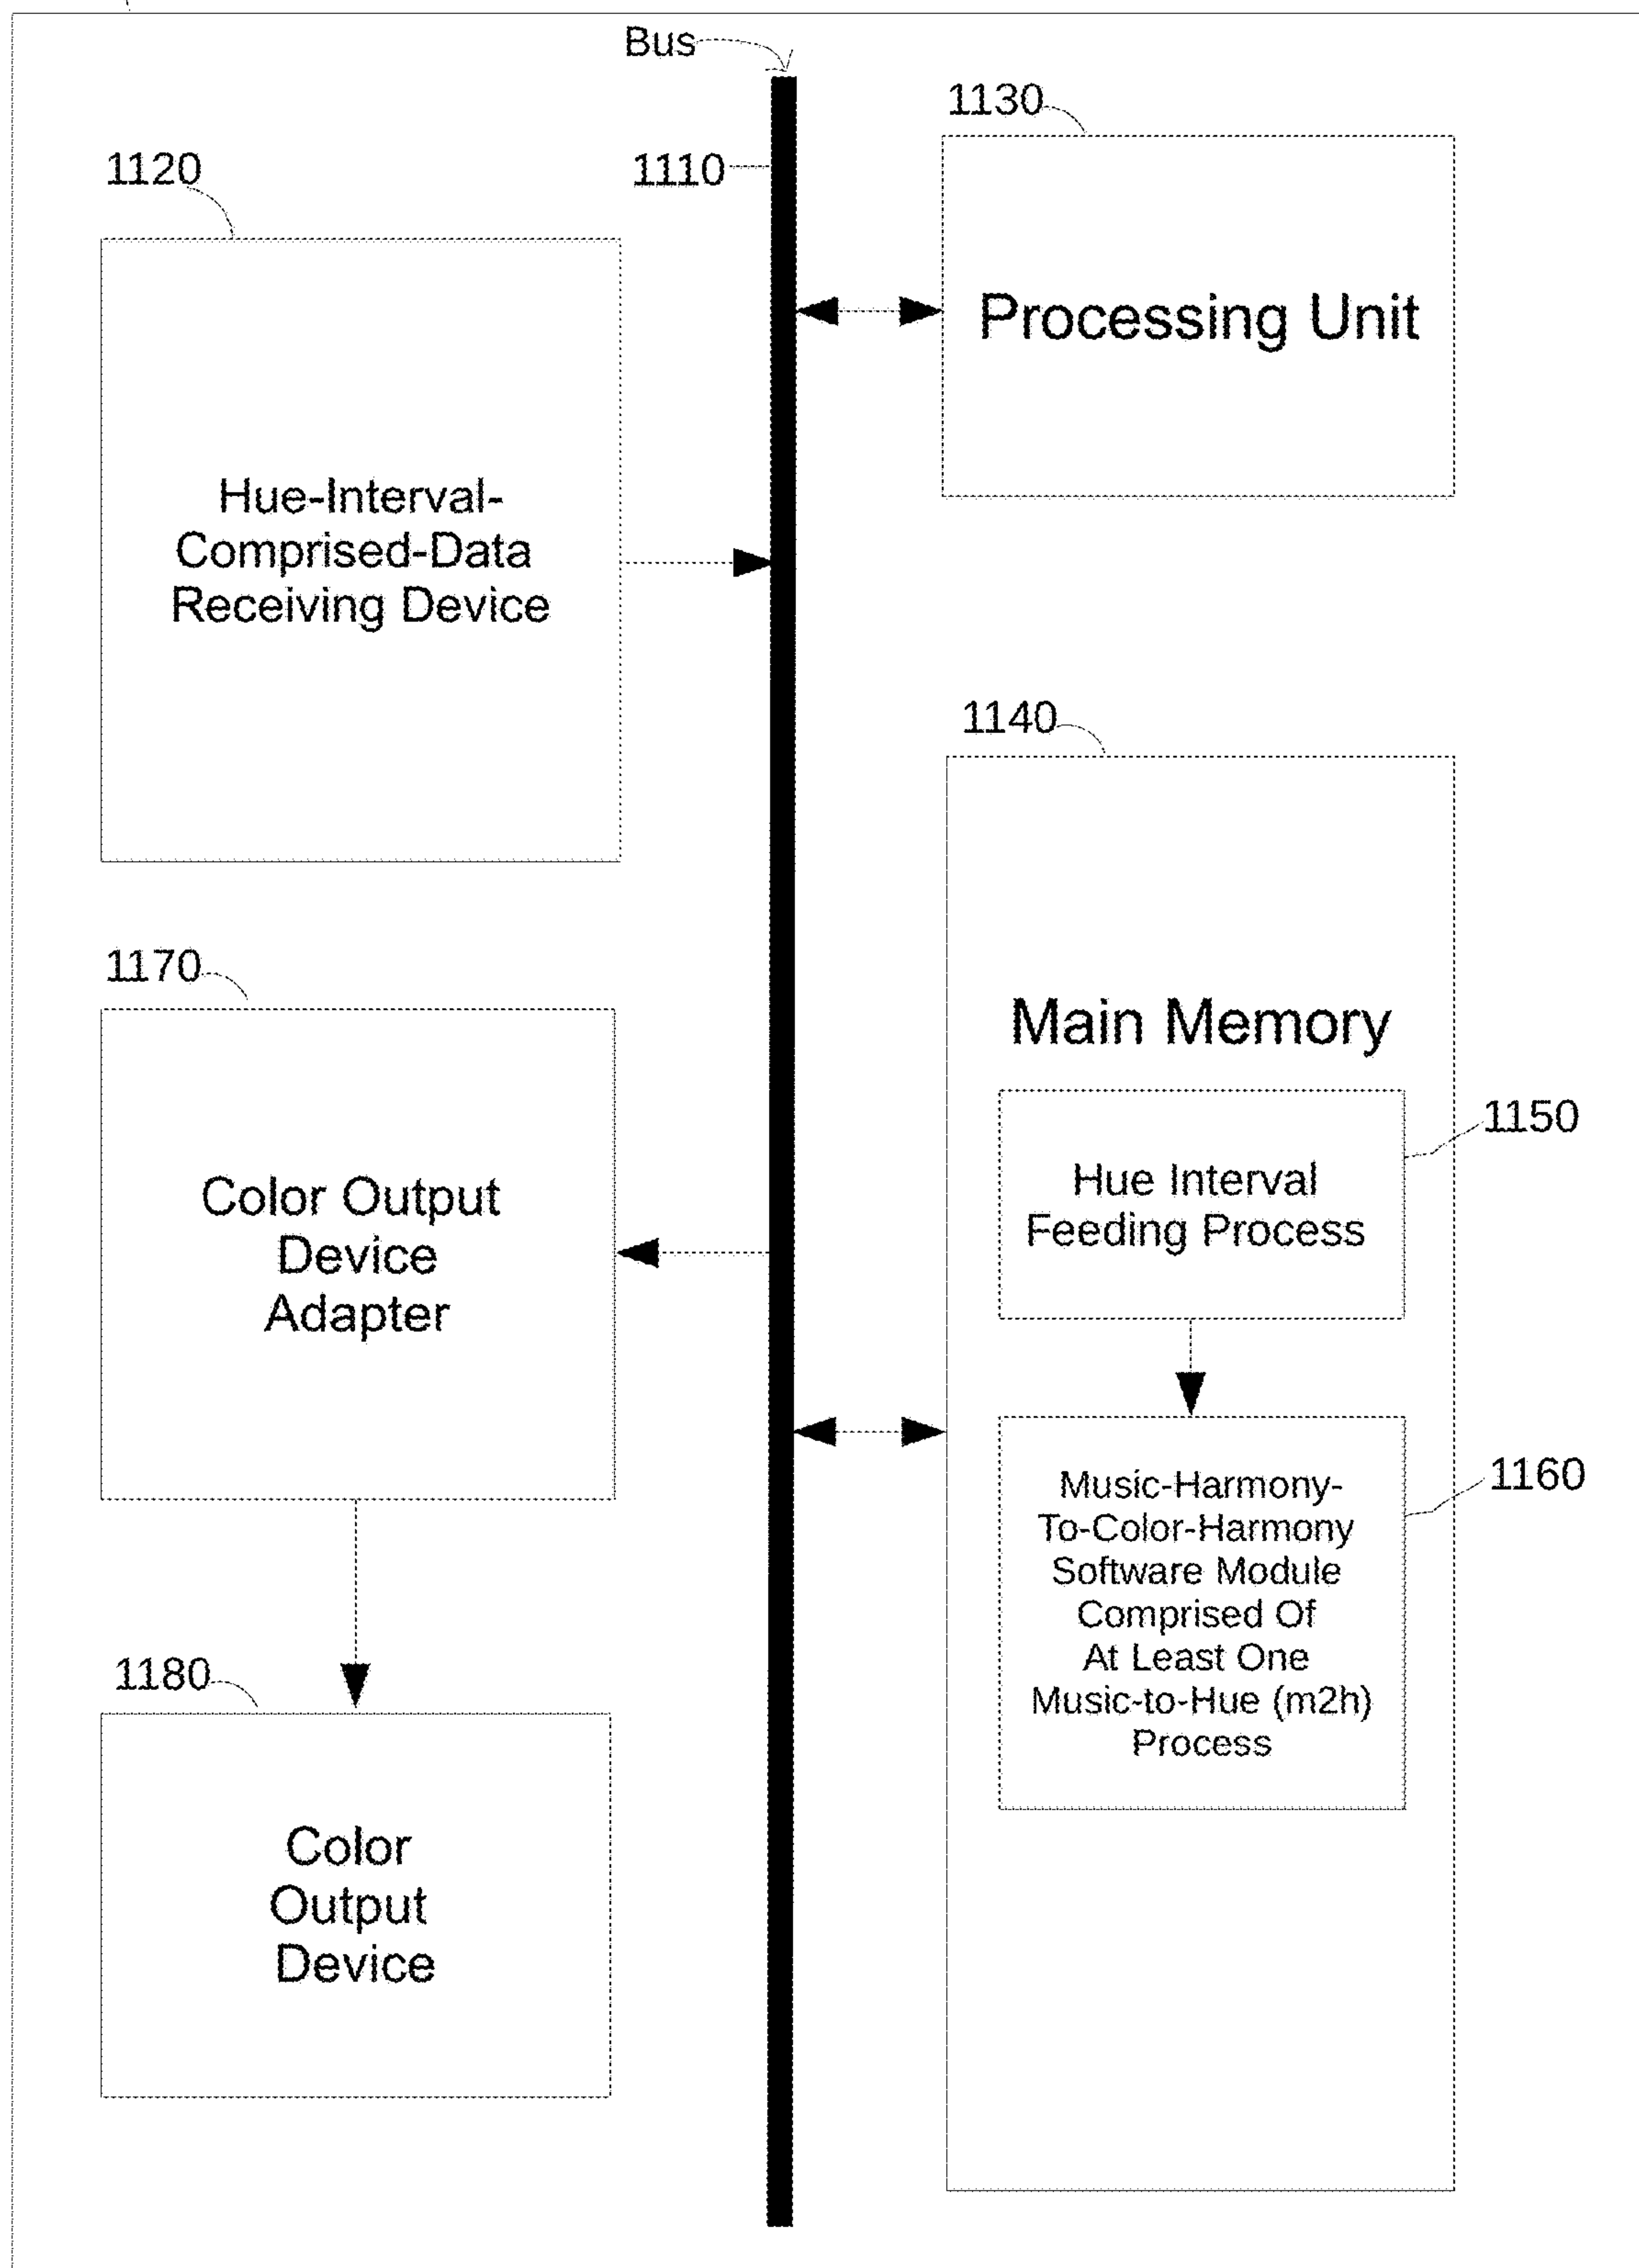 Bus
1130
1120
1110
Processing Unit
Hue-Interval-
Comprised-Data
Receiving Device
1140
1170
Main Memory
1150
Hue Interval
Feeding Process
Color Output
Device
Adapter
1160
Music-Harmony-
To-Color-Harmony
Software Module
Comprised Of
At Least One
Music-to-Hue (m2h)
Process
1180
Color
Output
Device